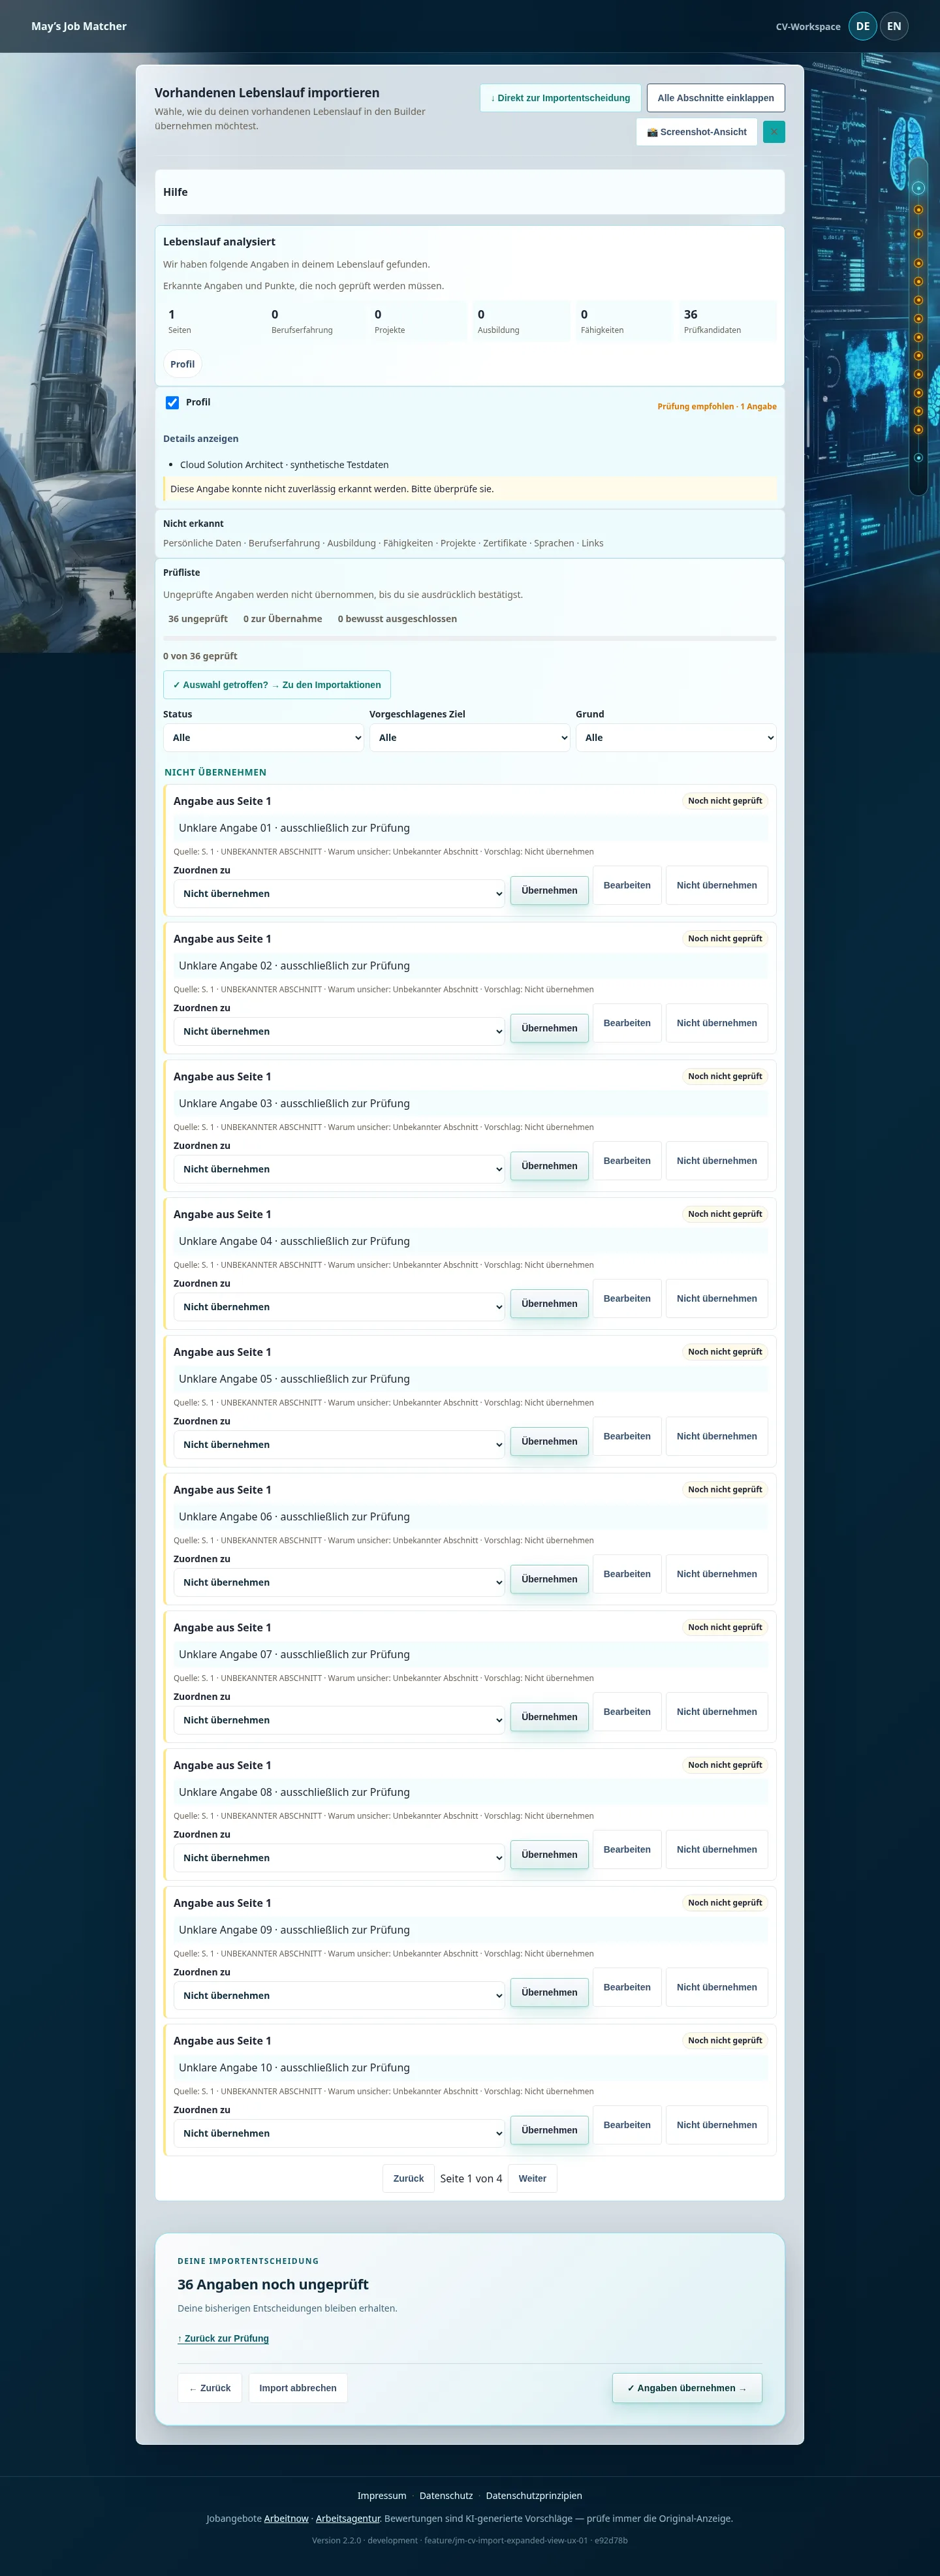 May's Job Matcher
CV-Workspace DE EN
Vorhandenen Lebenslauf importieren
Wähle, wie du deinen vorhandenen Lebenslauf in den Builder
übernehmen möchtest.
↓ Direkt zur Importentscheidung
Alle Abschnitte einklappen
📸 Screenshot-Ansicht
✕
Hilfe
Lebenslauf analysiert
Wir haben folgende Angaben in deinem Lebenslauf gefunden.
Erkannte Angaben und Punkte, die noch geprüft werden müssen.
1 0 0 0 0 36
Seiten Berufserfahrung Projekte Ausbildung Fähigkeiten Prüfkandidaten
Profil
Profil
Prüfung empfohlen · 1 Angabe
Details anzeigen
• Cloud Solution Architect · synthetische Testdaten
Diese Angabe konnte nicht zuverlässig erkannt werden. Bitte überprüfe sie.
Nicht erkannt
Persönliche Daten · Berufserfahrung · Ausbildung · Fähigkeiten · Projekte · Zertifikate · Sprachen · Links
Prüfliste
Ungeprüfte Angaben werden nicht übernommen, bis du sie ausdrücklich bestätigst.
36 ungeprüft 0 zur Übernahme 0 bewusst ausgeschlossen
0 von 36 geprüft
✓ Auswahl getroffen? → Zu den Importaktionen
Status Vorgeschlagenes Ziel Grund
Alle Alle Alle
NICHT ÜBERNEHMEN
Angabe aus Seite 1 Noch nicht geprüft
Unklare Angabe 01 · ausschließlich zur Prüfung
Quelle: S. 1 · UNBEKANNTER ABSCHNITT · Warum unsicher: Unbekannter Abschnitt · Vorschlag: Nicht übernehmen
Zuordnen zu
Nicht übernehmen Übernehmen Bearbeiten Nicht übernehmen
Angabe aus Seite 1 Noch nicht geprüft
Unklare Angabe 02 · ausschließlich zur Prüfung
Quelle: S. 1 · UNBEKANNTER ABSCHNITT · Warum unsicher: Unbekannter Abschnitt · Vorschlag: Nicht übernehmen
Zuordnen zu
Nicht übernehmen Übernehmen Bearbeiten Nicht übernehmen
Angabe aus Seite 1 Noch nicht geprüft
Unklare Angabe 03 · ausschließlich zur Prüfung
Quelle: S. 1 · UNBEKANNTER ABSCHNITT · Warum unsicher: Unbekannter Abschnitt · Vorschlag: Nicht übernehmen
Zuordnen zu
Nicht übernehmen Übernehmen Bearbeiten Nicht übernehmen
Angabe aus Seite 1 Noch nicht geprüft
Unklare Angabe 04 · ausschließlich zur Prüfung
Quelle: S. 1 · UNBEKANNTER ABSCHNITT · Warum unsicher: Unbekannter Abschnitt · Vorschlag: Nicht übernehmen
Zuordnen zu
Nicht übernehmen Übernehmen Bearbeiten Nicht übernehmen
Angabe aus Seite 1 Noch nicht geprüft
Unklare Angabe 05 · ausschließlich zur Prüfung
Quelle: S. 1 · UNBEKANNTER ABSCHNITT · Warum unsicher: Unbekannter Abschnitt · Vorschlag: Nicht übernehmen
Zuordnen zu
Nicht übernehmen Übernehmen Bearbeiten Nicht übernehmen
Angabe aus Seite 1 Noch nicht geprüft
Unklare Angabe 06 · ausschließlich zur Prüfung
Quelle: S. 1 · UNBEKANNTER ABSCHNITT · Warum unsicher: Unbekannter Abschnitt · Vorschlag: Nicht übernehmen
Zuordnen zu
Nicht übernehmen Übernehmen Bearbeiten Nicht übernehmen
Angabe aus Seite 1 Noch nicht geprüft
Unklare Angabe 07 · ausschließlich zur Prüfung
Quelle: S. 1 · UNBEKANNTER ABSCHNITT · Warum unsicher: Unbekannter Abschnitt · Vorschlag: Nicht übernehmen
Zuordnen zu
Nicht übernehmen Übernehmen Bearbeiten Nicht übernehmen
Angabe aus Seite 1 Noch nicht geprüft
Unklare Angabe 08 · ausschließlich zur Prüfung
Quelle: S. 1 · UNBEKANNTER ABSCHNITT · Warum unsicher: Unbekannter Abschnitt · Vorschlag: Nicht übernehmen
Zuordnen zu
Nicht übernehmen Übernehmen Bearbeiten Nicht übernehmen
Angabe aus Seite 1 Noch nicht geprüft
Unklare Angabe 09 · ausschließlich zur Prüfung
Quelle: S. 1 · UNBEKANNTER ABSCHNITT · Warum unsicher: Unbekannter Abschnitt · Vorschlag: Nicht übernehmen
Zuordnen zu
Nicht übernehmen Übernehmen Bearbeiten Nicht übernehmen
Angabe aus Seite 1 Noch nicht geprüft
Unklare Angabe 10 · ausschließlich zur Prüfung
Quelle: S. 1 · UNBEKANNTER ABSCHNITT · Warum unsicher: Unbekannter Abschnitt · Vorschlag: Nicht übernehmen
Zuordnen zu
Nicht übernehmen Übernehmen Bearbeiten Nicht übernehmen
Zurück Seite 1 von 4 Weiter
DEINE IMPORTENTSCHEIDUNG
36 Angaben noch ungeprüft
Deine bisherigen Entscheidungen bleiben erhalten.
↑ Zurück zur Prüfung
← Zurück Import abbrechen ✓ Angaben übernehmen →
Impressum · Datenschutz · Datenschutzprinzipien
Jobangebote Arbeitnow · Arbeitsagentur. Bewertungen sind KI-generierte Vorschläge — prüfe immer die Original-Anzeige.
Version 2.2.0 · development · feature/jm-cv-import-expanded-view-ux-01 · e92d78b